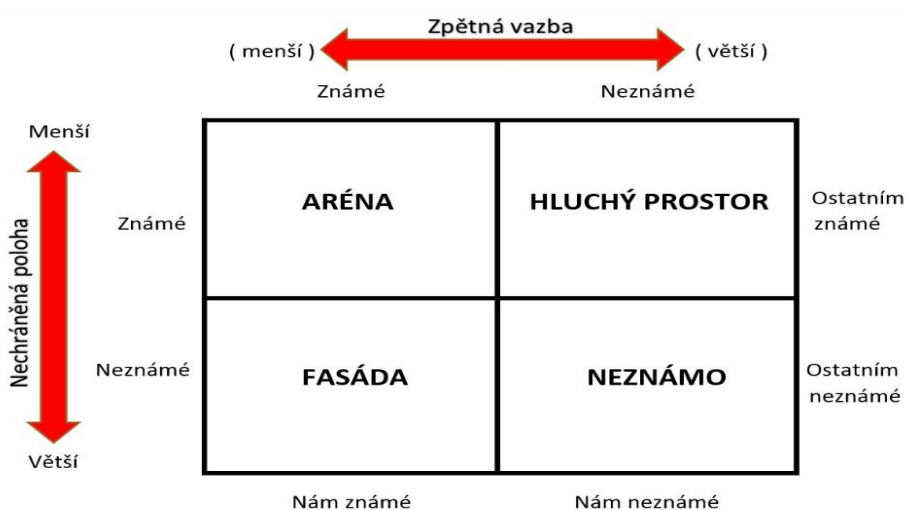 Zpětná vazba
( menší ) ( větší )
Známé Neznámé
Menší
ARÉNA HLUCHÝ PROSTOR Ostatním
Známé známé
Nechráněná poloha
Neznámé FASÁDA NEZNÁMO Ostatním
neznámé
Větší
Nám známé Nám neznámé